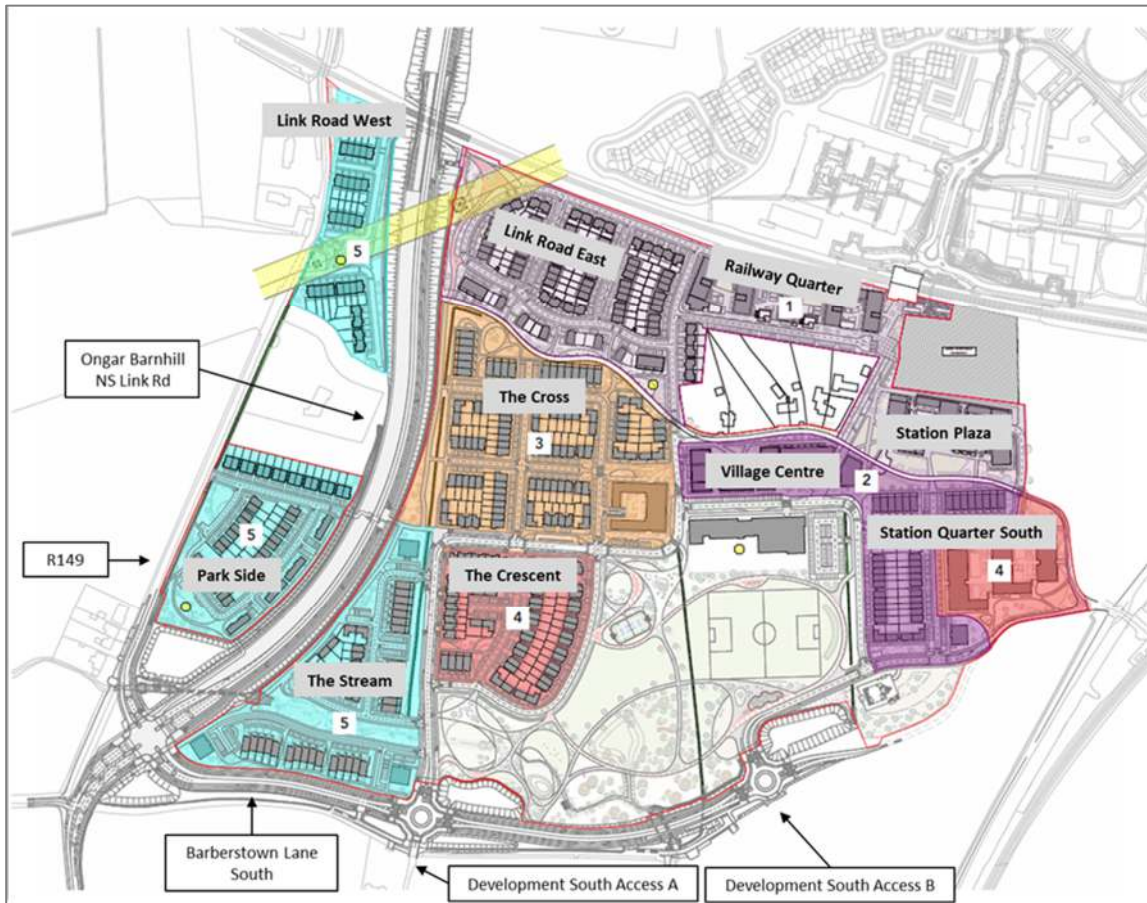 Link Road West
5
Link Road East
Railway Quarter
1
Ongar Barnhill
NS Link Rd
The Cross
3
Station Plaza
Village Centre
2
Station Quarter South
4
R149
5
Park Side
The Crescent
4
The Stream
5
Barberstown Lane
South
Development South Access A
Development South Access B